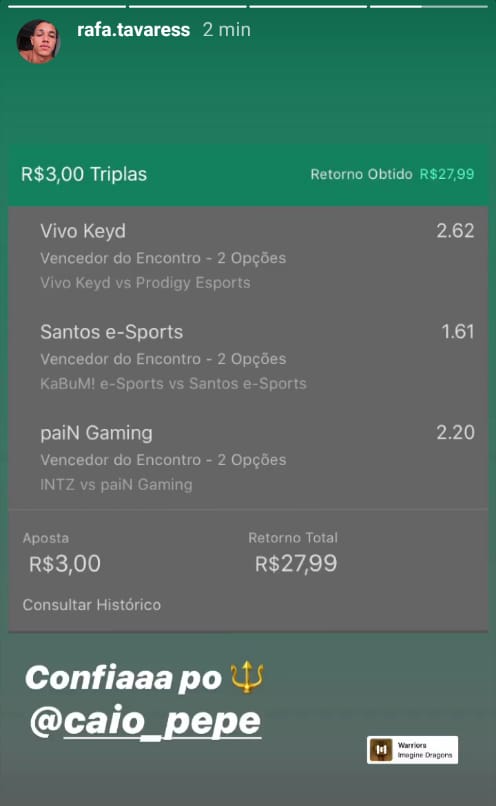 rafa.tavaress 2 min
R$3,00 Triplas Retorno Obtido R$27,99
Vivo Keyd 2.62
Vencedor do Encontro - 2 Opções
Vivo Keyd vs Prodigy Esports
Santos e-Sports 1.61
Vencedor do Encontro - 2 Opções
KaBuM! e-Sports vs Santos e-Sports
paiN Gaming 2.20
Vencedor do Encontro - 2 Opções
INTZ vs paiN Gaming
Aposta Retorno Total
R$3,00 R$27,99
Consultar Histórico
Confiaaa po🔱
@caio_pepe
Warriors
Imagine Dragons